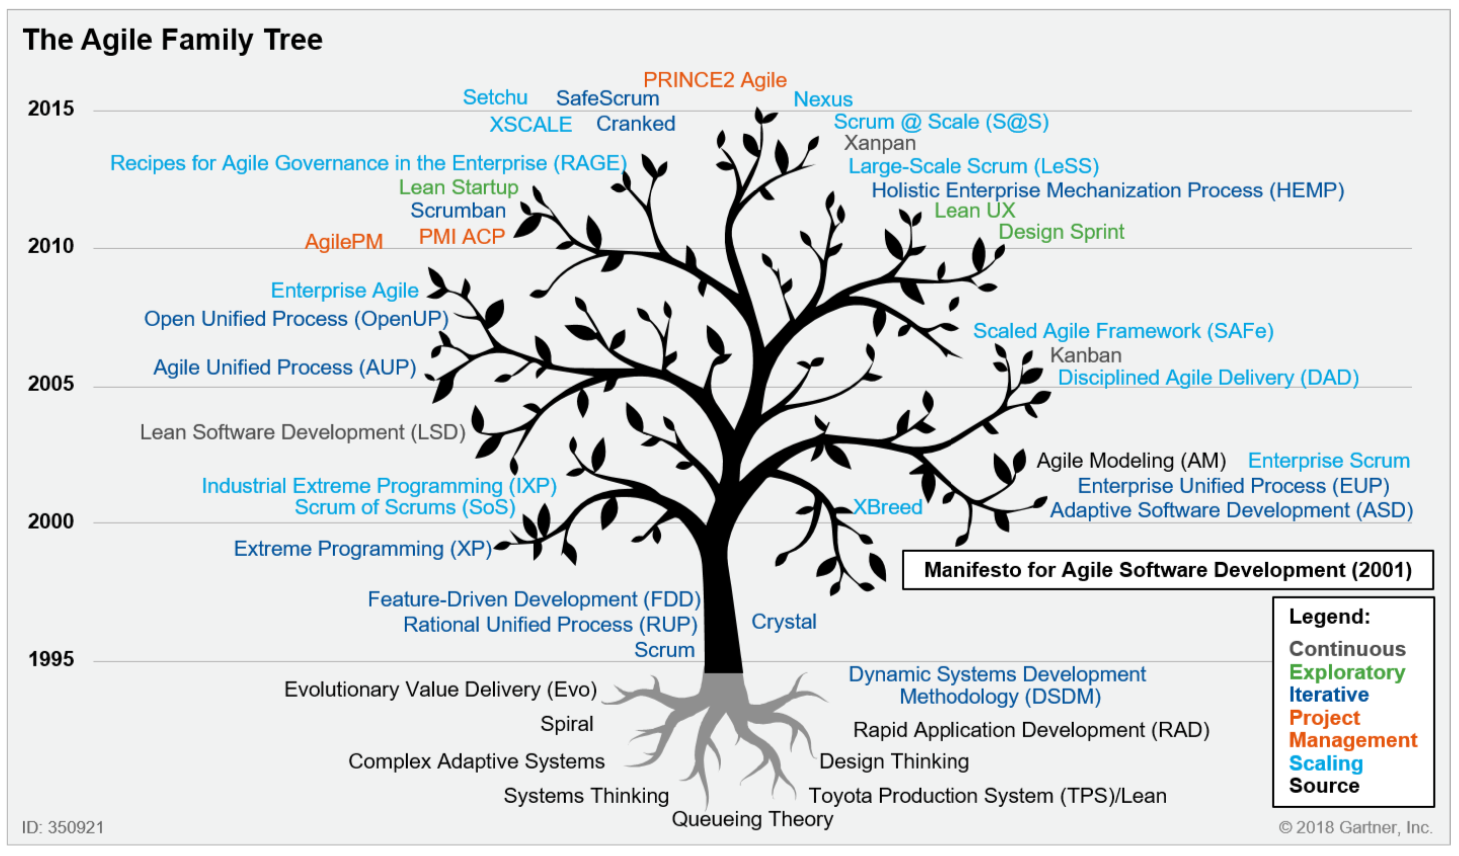 The Agile Family Tree
PRINCE2 Agile
Setchu
SafeScrum
Nexus
2015
XSCALE
Cranked
Scrum @ Scale (S@S)
Xanpan
Recipes for Agile Governance in the Enterprise (RAGE)
Large-Scale Scrum (LeSS)
Lean Startup
Holistic Enterprise Mechanization Process (HEMP)
Scrumban
Lean UX
AgilePM
PMI ACP
Design Sprint
2010
Enterprise Agile
Open Unified Process (OpenUP)
Scaled Agile Framework (SAFe)
Kanban
Agile Unified Process (AUP)
Disciplined Agile Delivery (DAD)
2005
Lean Software Development (LSD)
Agile Modeling (AM)
Enterprise Scrum
Industrial Extreme Programming (IXP)
Enterprise Unified Process (EUP)
Scrum of Scrums (SoS)
XBreed
Adaptive Software Development (ASD)
2000
Extreme Programming (XP)
Manifesto for Agile Software Development (2001)
Feature-Driven Development (FDD)
Rational Unified Process (RUP)
Crystal
Scrum
1995
Legend:
Continuous
Exploratory
Iterative
Project
Management
Scaling
Source
Evolutionary Value Delivery (Evo)
Dynamic Systems Development
Methodology (DSDM)
Spiral
Rapid Application Development (RAD)
Complex Adaptive Systems
Design Thinking
Systems Thinking
Toyota Production System (TPS)/Lean
Queueing Theory
ID: 350921
© 2018 Gartner, Inc.